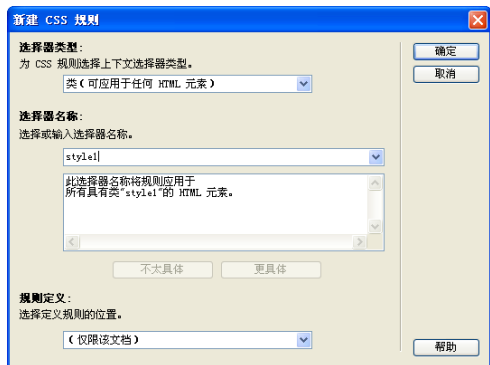 新建 CSS 规则
选择器类型:
确定
为 CSS 规则选择上下文选择器类型。
取消
类(可应用于任何 HTML 元素)
选择器名称:
选择或输入选择器名称。
style1
此选择器名称将规则应用于
所有具有类"style1"的 HTML 元素。
不太具体 更具体
规则定义:
选择定义规则的位置。
(仅限该文档)
帮助